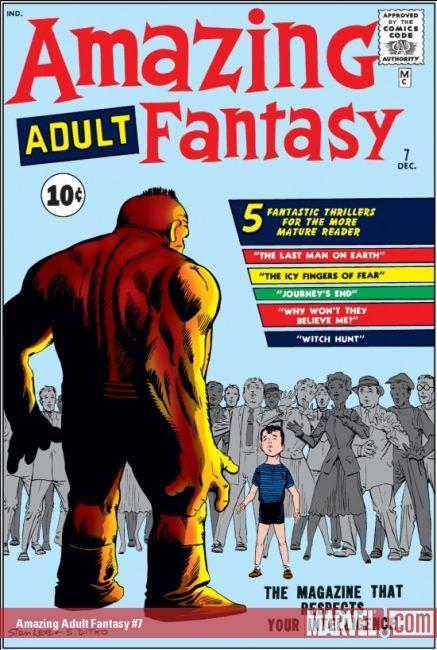 IND.
APPROVED
BY THE
COMICS
CODE
AUTHORITY
Amazing
ADULT Fantasy
M
C
7
DEC.
10¢
5 FANTASTIC THRILLERS
FOR THE MORE
MATURE READER
"THE LAST MAN ON EARTH"
"THE ICY FINGERS OF FEAR"
"JOURNEY'S END"
"WHY WON'T THEY
BELIEVE ME?"
"WITCH HUNT"
THE MAGAZINE THAT
RESPECTS
YOUR INTELLIGENCE
Amazing Adult Fantasy #7
MARVEL.com
Stan Lee & S. DITKO